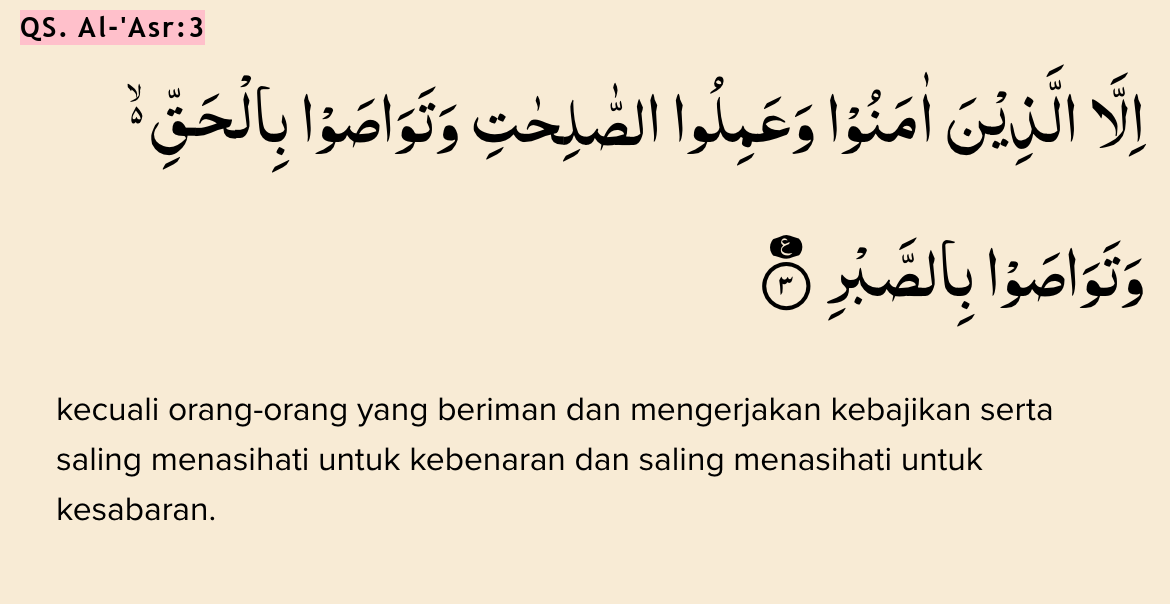 QS. Al-'Asr:3
اِلَّا الَّذِيْنَ اٰمَنُوْا وَعَمِلُوا الصّٰلِحٰتِ وَتَوَاصَوْا بِالْحَقِّ ەۙ
وَتَوَاصَوْا بِالصَّبْرِ ع ٣
kecuali orang-orang yang beriman dan mengerjakan kebajikan serta
saling menasihati untuk kebenaran dan saling menasihati untuk
kesabaran.